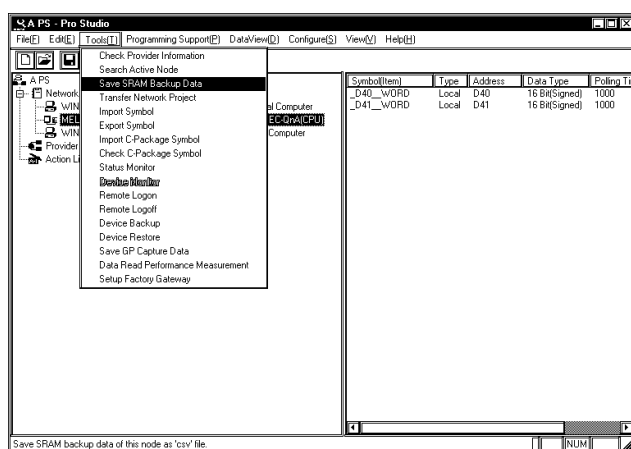 A PS - Pro Studio
File(F) Edit(E) Tools(T) Programming Support(P) DataView(D) Configure(S) View(V) Help(H)
Check Provider Information
Search Active Node
Save SRAM Backup Data
Transfer Network Project
Import Symbol
Export Symbol
Import C-Package Symbol
Check C-Package Symbol
Status Monitor
Device Monitor
Remote Logon
Remote Logoff
Device Backup
Device Restore
Save GP Capture Data
Data Read Performance Measurement
Setup Factory Gateway
A PS
Network
WIN
MEL
WIN
Provider
Action Li
al Computer
EC-QnA(CPU)
Computer
Symbol(Item) Type Address Data Type Polling Ti
_D40__WORD Local D40 16 Bit(Signed) 1000
_D41__WORD Local D41 16 Bit(Signed) 1000
Save SRAM backup data of this node as 'csv' file.
NUM